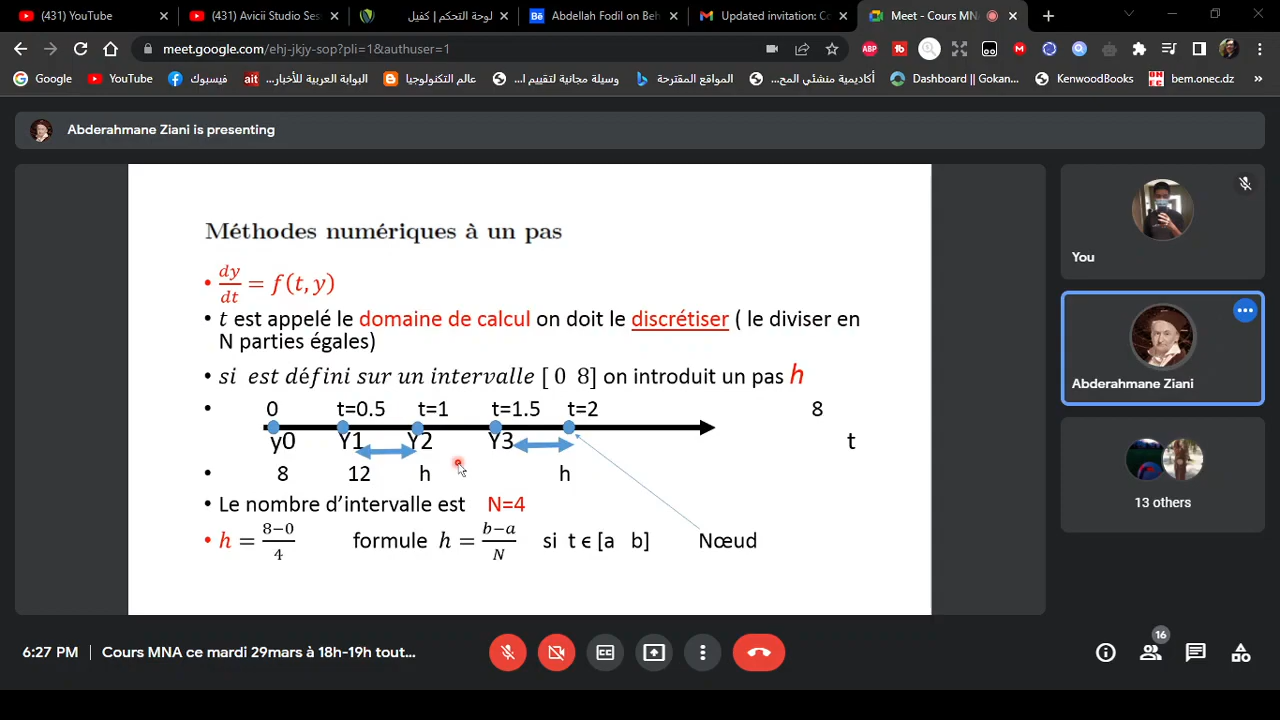 (431) YouTube
(431) Avicii Studio Ses
لوحة التحكم | كفيل
Abdellah Fodil on Beh
Updated invitation: Co
Meet - Cours MN
meet.google.com/ehj-jkjy-sop?pli=1&authuser=1
Google
YouTube
فيسبوك
البوابة العربية للأخبار...
عالم التكنولوجيا
وسيلة مجانية لتقييم ا...
المواقع المقترحة
أكاديمية منشئي المح...
Dashboard || Gokan...
KenwoodBooks
bem.onec.dz
»
Abderahmane Ziani is presenting
Méthodes numériques à un pas
• dy/dt = f(t, y)
• t est appelé le domaine de calcul on doit le discrétiser ( le diviser en
N parties égales)
• si est défini sur un intervalle [ 0 8] on introduit un pas h
• 0 t=0.5 t=1 t=1.5 t=2 8
y0 Y1 Y2 Y3 t
• 8 12 h h
• Le nombre d’intervalle est N=4
• h = 8−0/4 formule h = b−a/N si t ϵ [a b] Nœud
You
Abderahmane Ziani
13 others
6:27 PM | Cours MNA ce mardi 29mars à 18h-19h tout...
CC
16